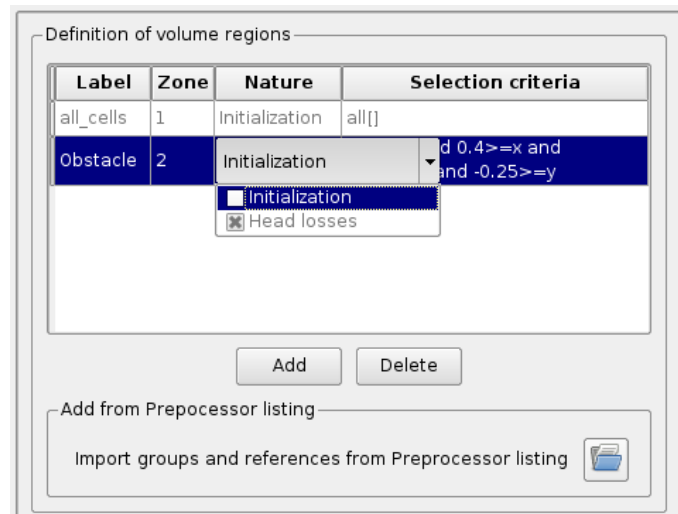 Definition of volume regions
Label Zone Nature Selection criteria
all_cells 1 Initialization all[]
Obstacle 2 Initialization d 0.4>=x and
and -0.25>=y
Initialization
Head losses
Add Delete
Add from Prepocessor listing
Import groups and references from Preprocessor listing